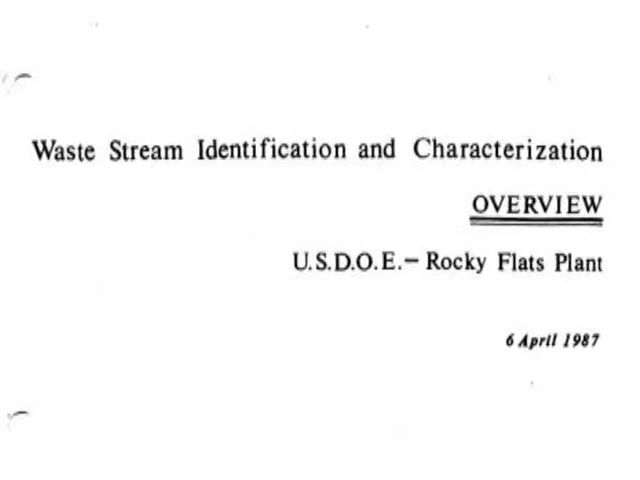 Waste Stream Identification and Characterization
OVERVIEW
U.S.D.O.E.— Rocky Flats Plant
6 April 1987